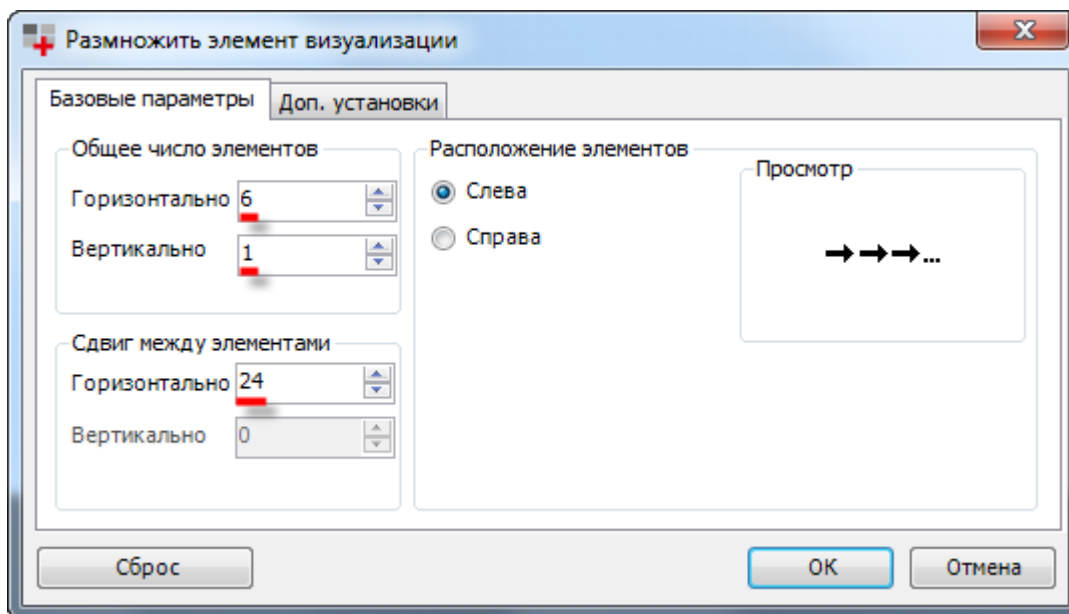 Размножить элемент визуализации
Базовые параметры Доп. установки
Общее число элементов
Горизонтально 6
Вертикально 1
Сдвиг между элементами
Горизонтально 24
Вертикально 0
Расположение элементов
Слева
Справа
Просмотр
...
Сброс
ОК
Отмена